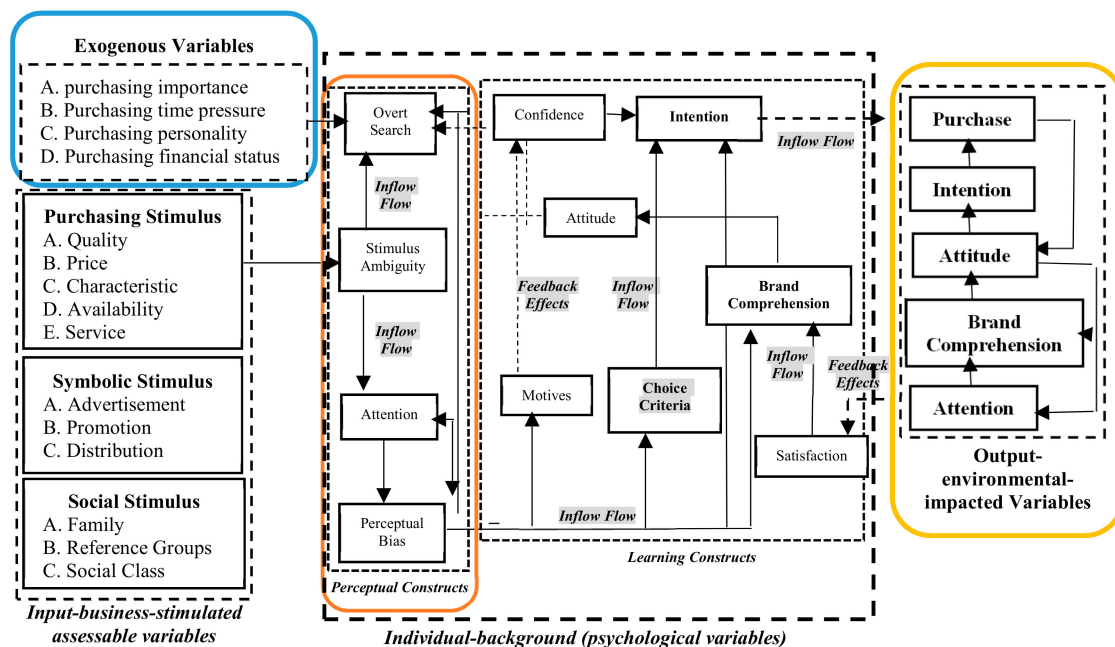 Exogenous Variables
A. purchasing importance
B. Purchasing time pressure
C. Purchasing personality
D. Purchasing financial status
Purchasing Stimulus
A. Quality
B. Price
C. Characteristic
D. Availability
E. Service
Symbolic Stimulus
A. Advertisement
B. Promotion
C. Distribution
Social Stimulus
A. Family
B. Reference Groups
C. Social Class
Input-business-stimulated
assessable variables
Overt
Search
Inflow
Flow
Stimulus
Ambiguity
Inflow
Flow
Attention
Perceptual
Bias
Perceptual Constructs
Confidence
Intention
Inflow Flow
Attitude
Feedback
Effects
Inflow
Flow
Brand
Comprehension
Inflow
Flow
Feedback
Effects
Motives
Choice
Criteria
Satisfaction
Inflow Flow
Learning Constructs
Individual-background (psychological variables)
Purchase
Intention
Attitude
Brand
Comprehension
Attention
Output-
environmental-
impacted Variables